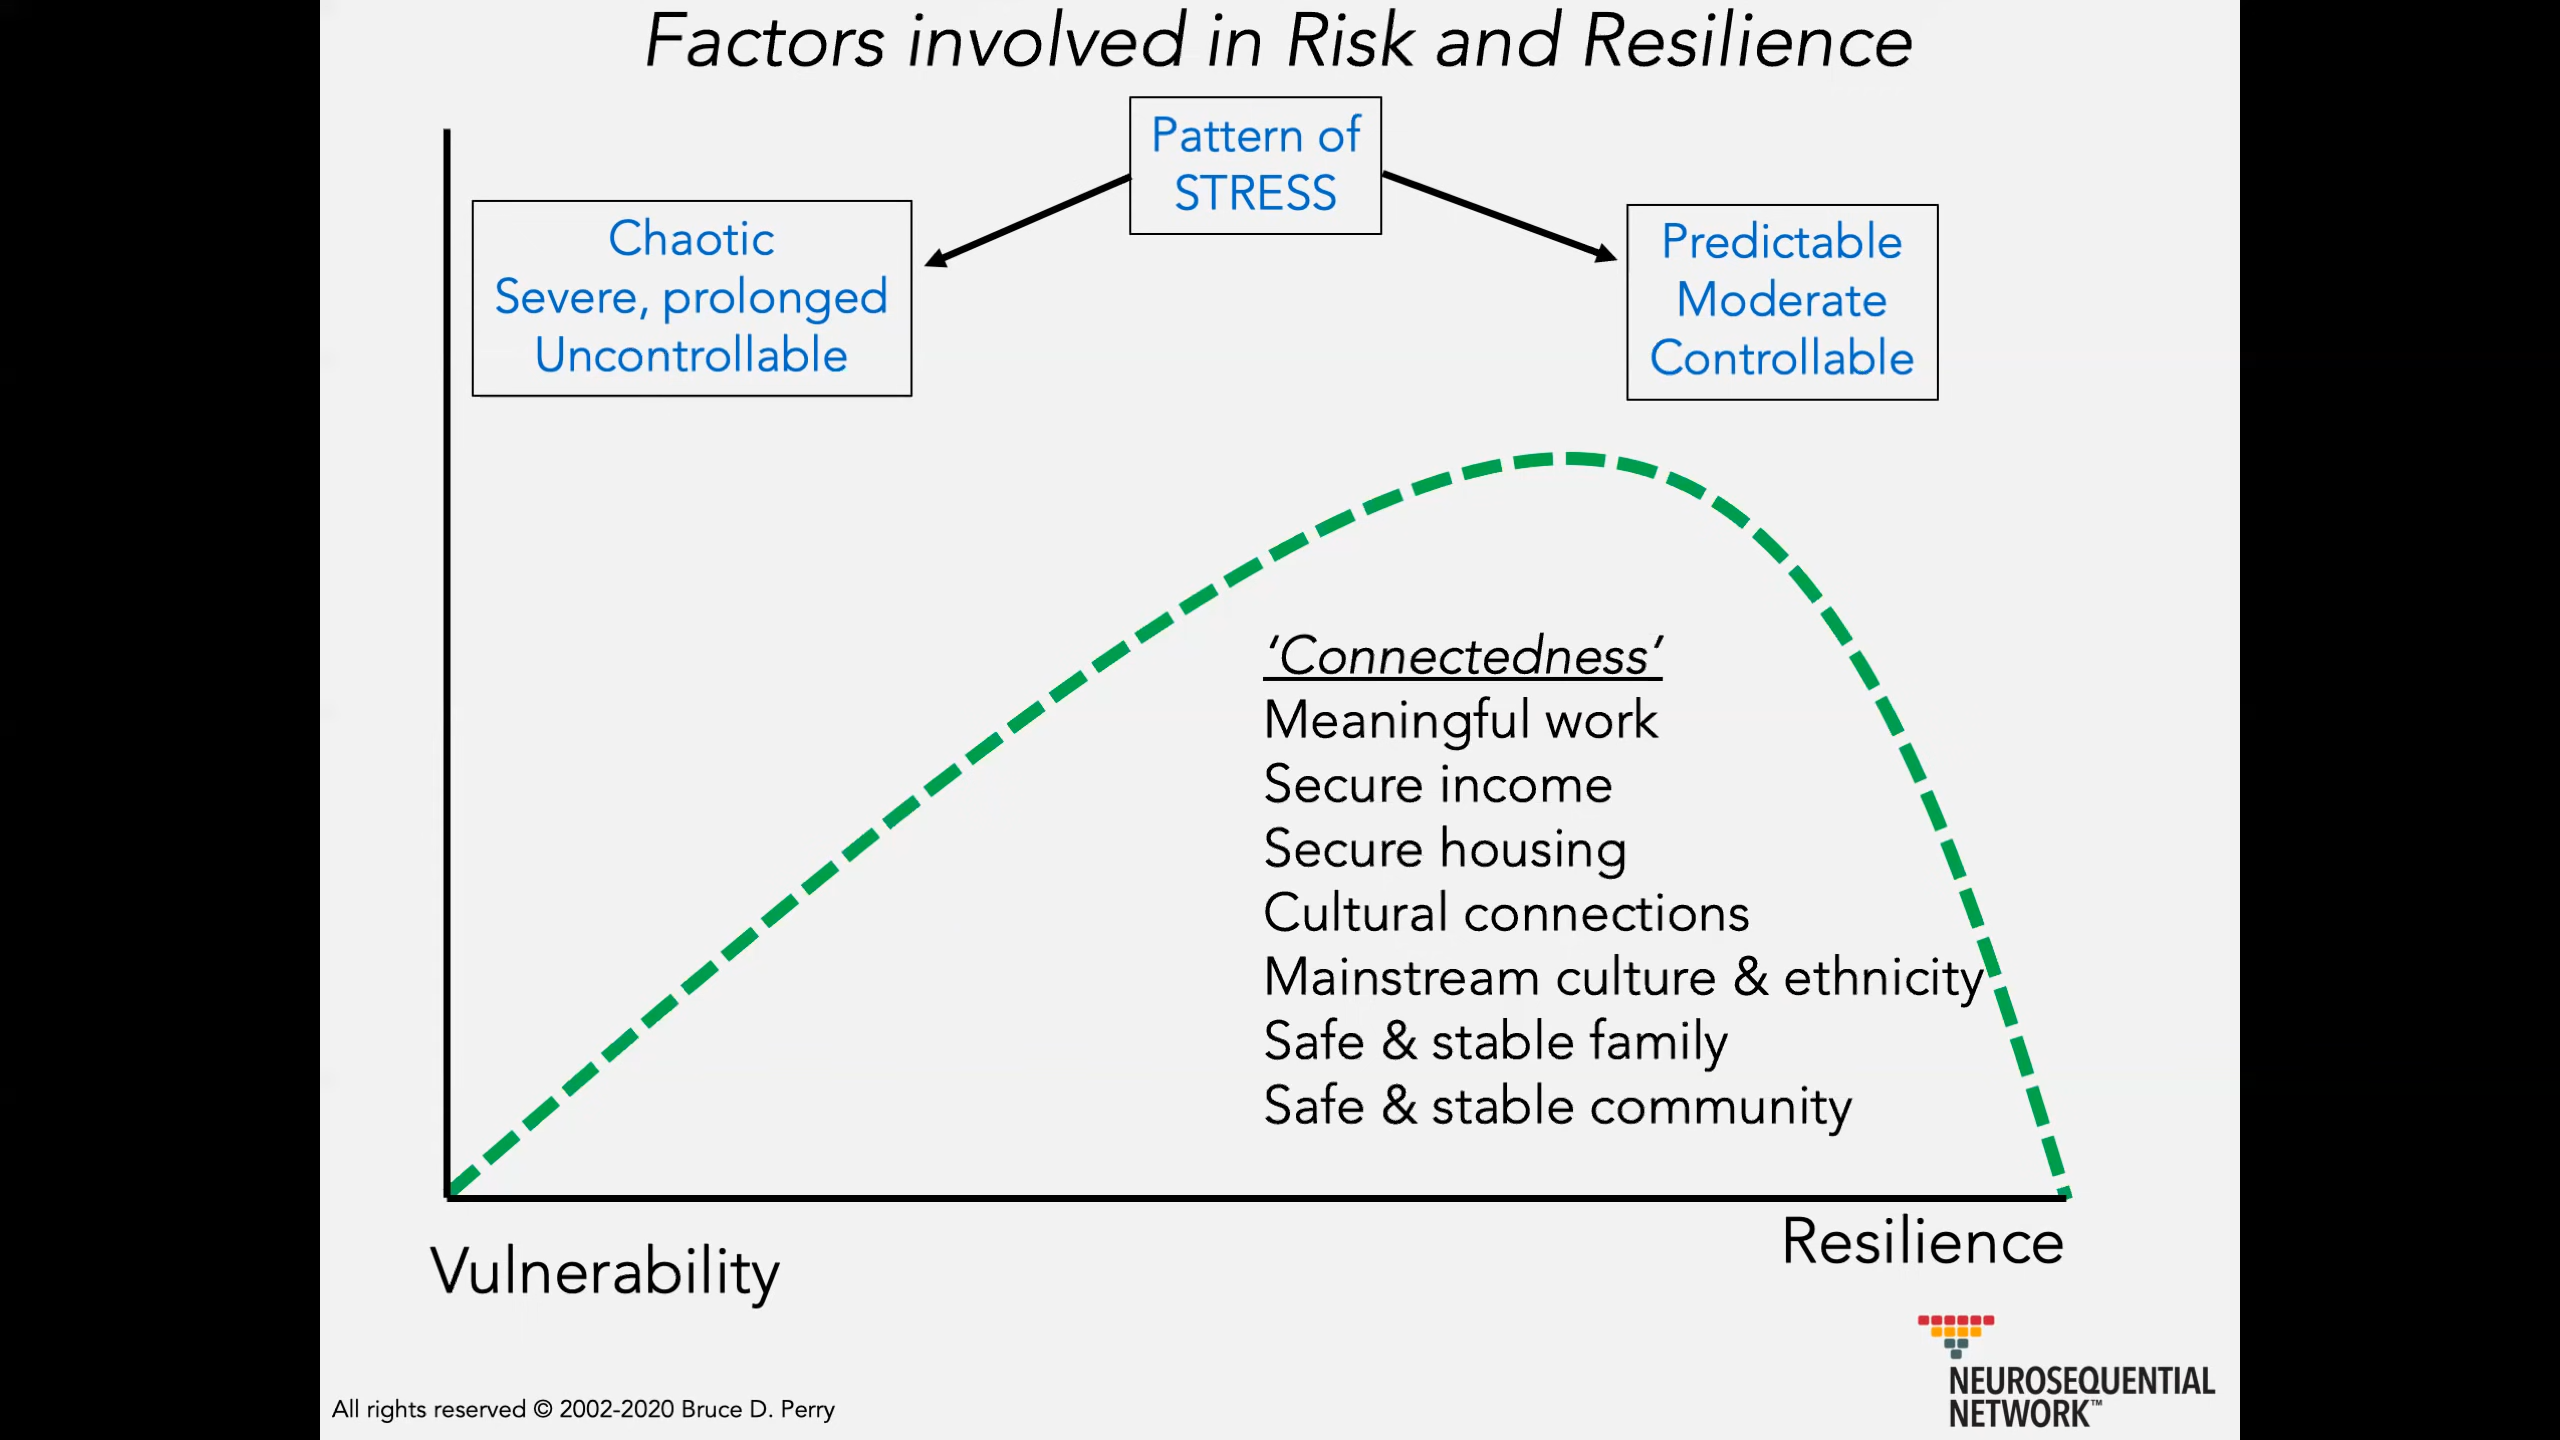 Factors involved in Risk and Resilience
Pattern of
STRESS
Chaotic
Severe, prolonged
Uncontrollable
Predictable
Moderate
Controllable
‘Connectedness’
Meaningful work
Secure income
Secure housing
Cultural connections
Mainstream culture & ethnicity
Safe & stable family
Safe & stable community
Vulnerability
Resilience
NEUROSEQUENTIAL
NETWORK™
All rights reserved © 2002-2020 Bruce D. Perry